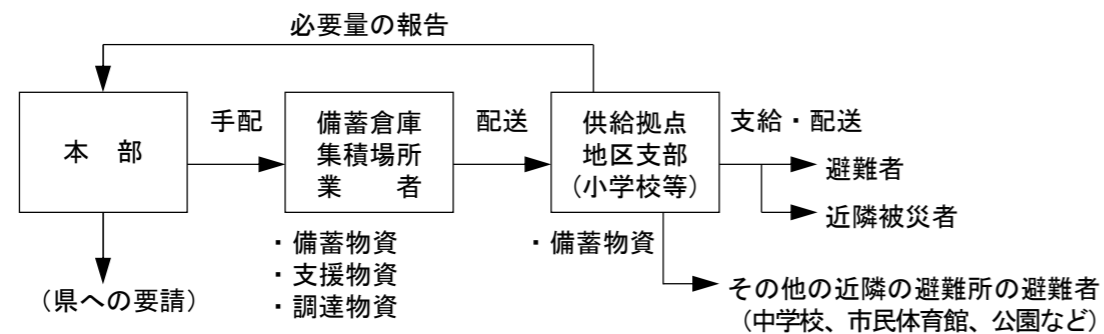 必要量の報告
本 部
手配
備蓄倉庫
集積場所
業 者
配送
供給拠点
地区支部
(小学校等)
支給・配送
避難者
近隣被災者
・備蓄物資
・支援物資
・調達物資
・備蓄物資
(県への要請)
その他の近隣の避難所の避難者
(中学校、市民体育館、公園など)